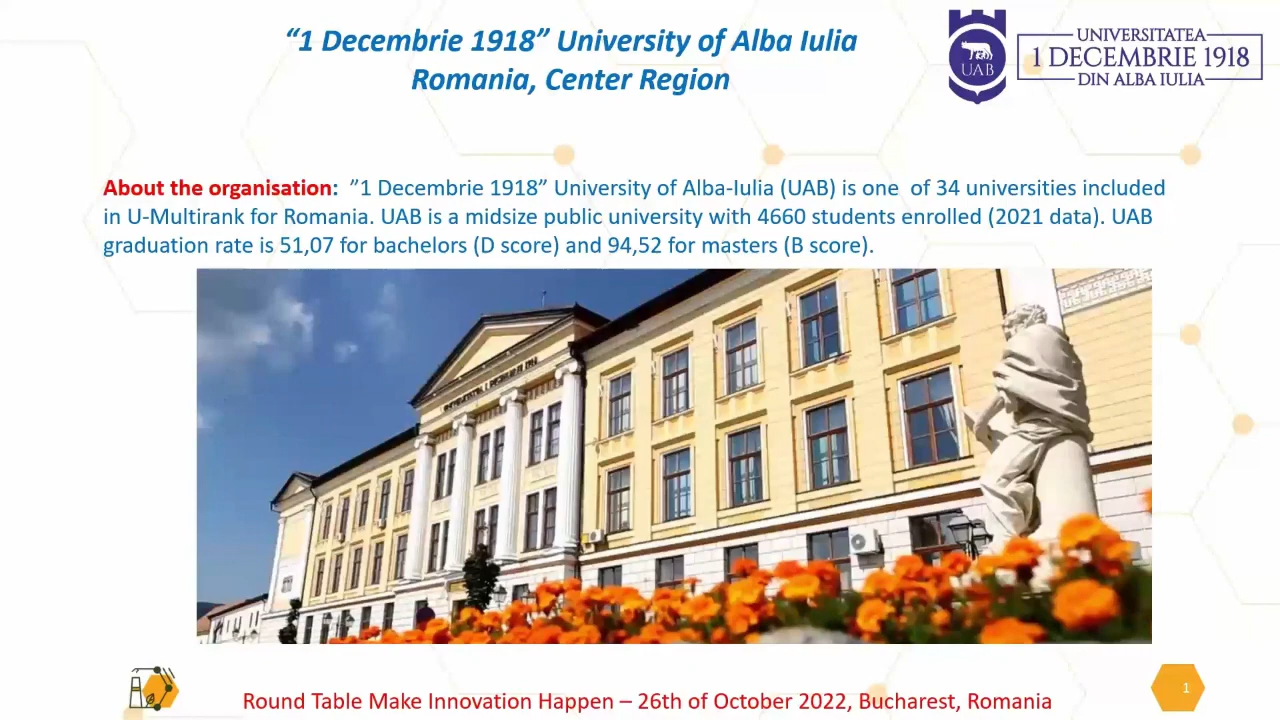 “1 Decembrie 1918” University of Alba Iulia
Romania, Center Region
UAB
UNIVERSITATEA
1 DECEMBRIE 1918
DIN ALBA IULIA
About the organisation: ”1 Decembrie 1918” University of Alba-Iulia (UAB) is one of 34 universities included
in U-Multirank for Romania. UAB is a midsize public university with 4660 students enrolled (2021 data). UAB
graduation rate is 51,07 for bachelors (D score) and 94,52 for masters (B score).
Round Table Make Innovation Happen – 26th of October 2022, Bucharest, Romania
1